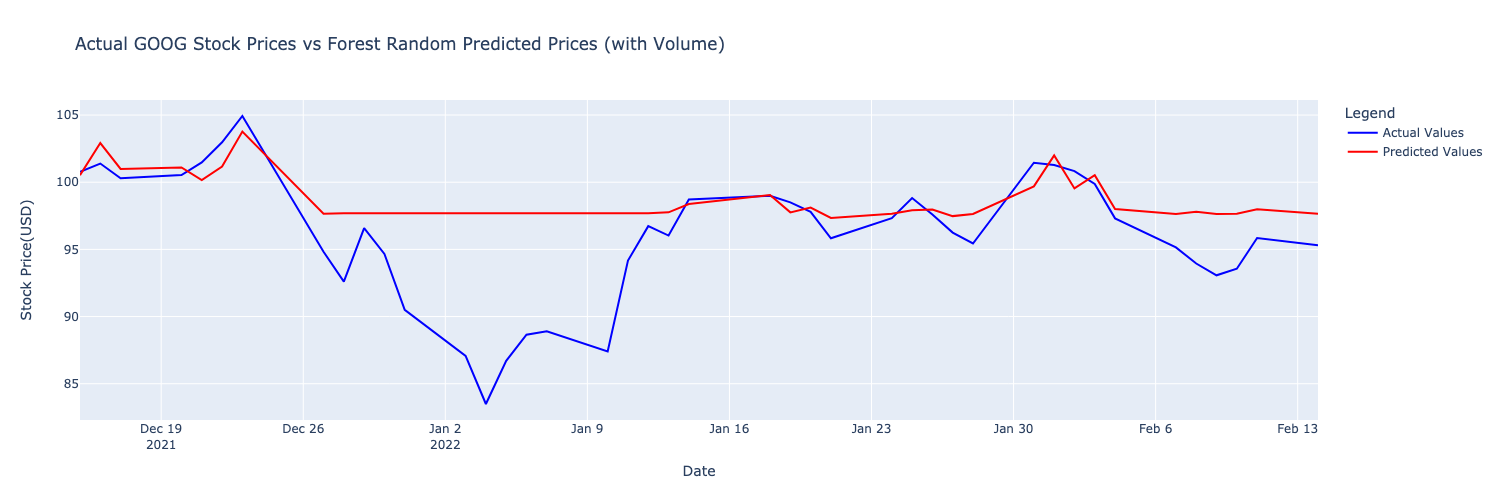 Actual GOOG Stock Prices vs Forest Random Predicted Prices (with Volume)
Legend
Actual Values
Predicted Values
Stock Price(USD)
105
100
95
90
85
Dec 19
2021
Dec 26
Jan 2
2022
Jan 9
Jan 16
Jan 23
Jan 30
Feb 6
Feb 13
Date